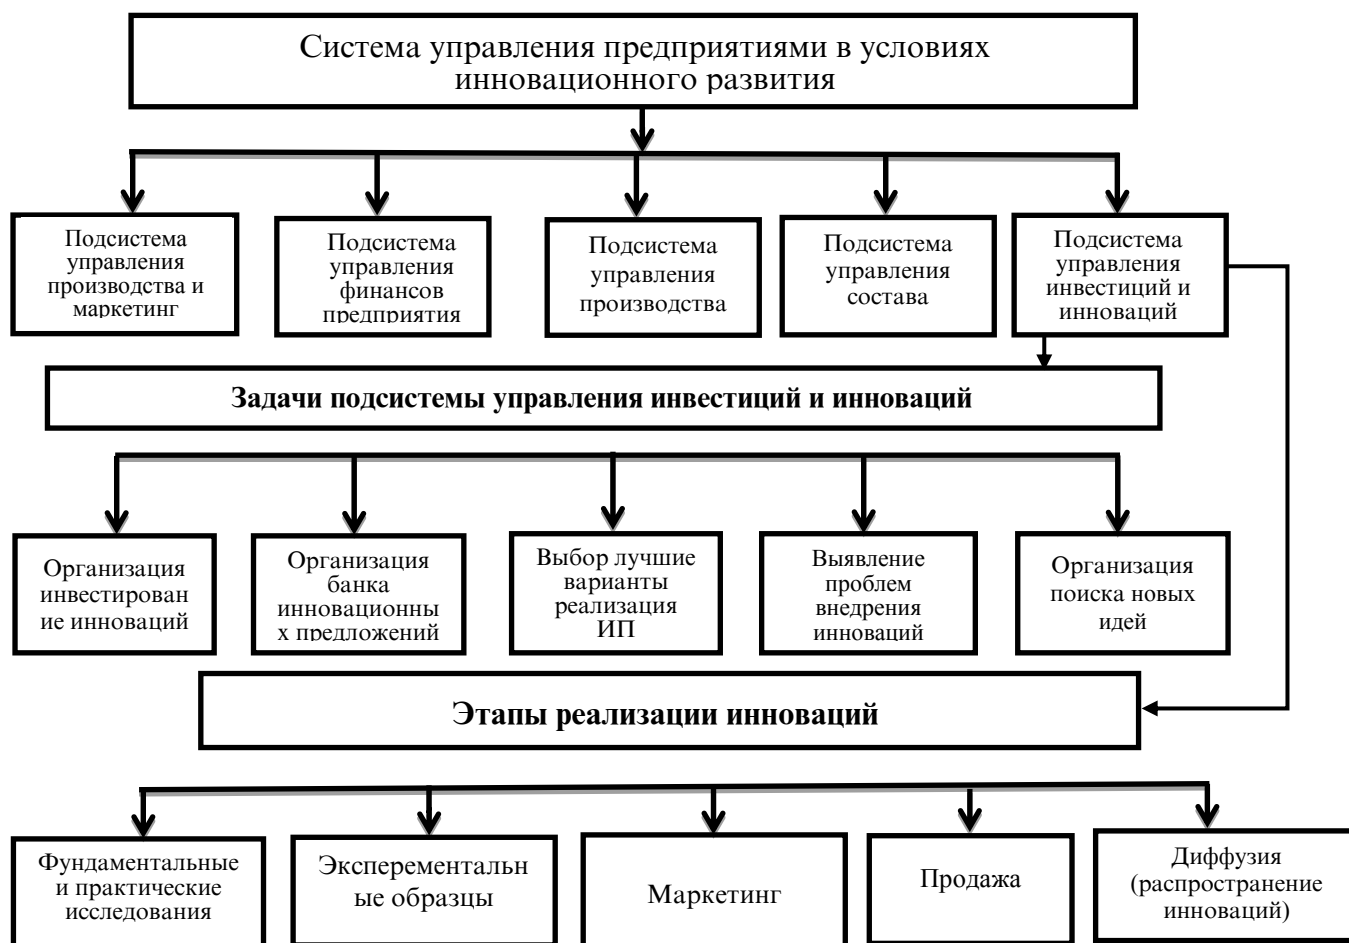 Система управления предприятиями в условиях
инновационного развития
Подсистема
управления
производства и
маркетинг
Подсистема
управления
финансов
предприятия
Подсистема
управления
производства
Подсистема
управления
состава
Подсистема
управления
инвестиций и
инноваций
Задачи подсистемы управления инвестиций и инноваций
Организация
инвестирован
ие инноваций
Организация
банка
инновационны
х предложений
Выбор лучшие
варианты
реализация
ИП
Выявление
проблем
внедрения
инноваций
Организация
поиска новых
идей
Этапы реализации инноваций
Фундаментальные
и практические
исследования
Эксперементальн
ые образцы
Маркетинг
Продажа
Диффузия
(распространение
инноваций)